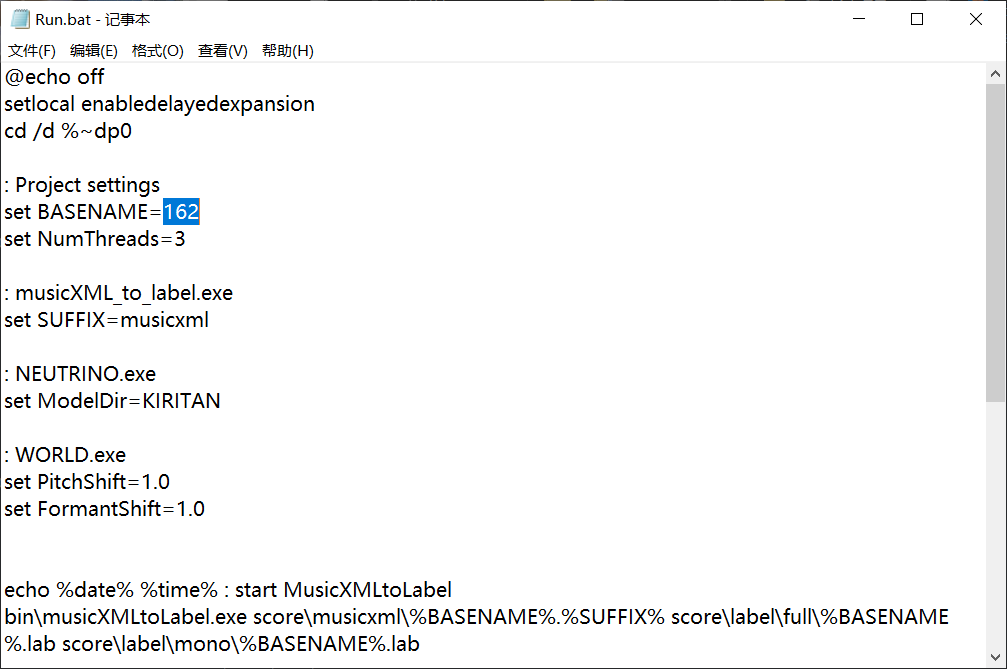 Run.bat - 记事本
文件(F) 编辑(E) 格式(O) 查看(V) 帮助(H)
@echo off
setlocal enabledelayedexpansion
cd /d %~dp0
: Project settings
set BASENAME=162
set NumThreads=3
: musicXML_to_label.exe
set SUFFIX=musicxml
: NEUTRINO.exe
set ModelDir=KIRITAN
: WORLD.exe
set PitchShift=1.0
set FormantShift=1.0
echo %date% %time% : start MusicXMLtoLabel
bin\musicXMLtoLabel.exe score\musicxml\%BASENAME%.%SUFFIX% score\label\full\%BASENAME
%.lab score\label\mono\%BASENAME%.lab